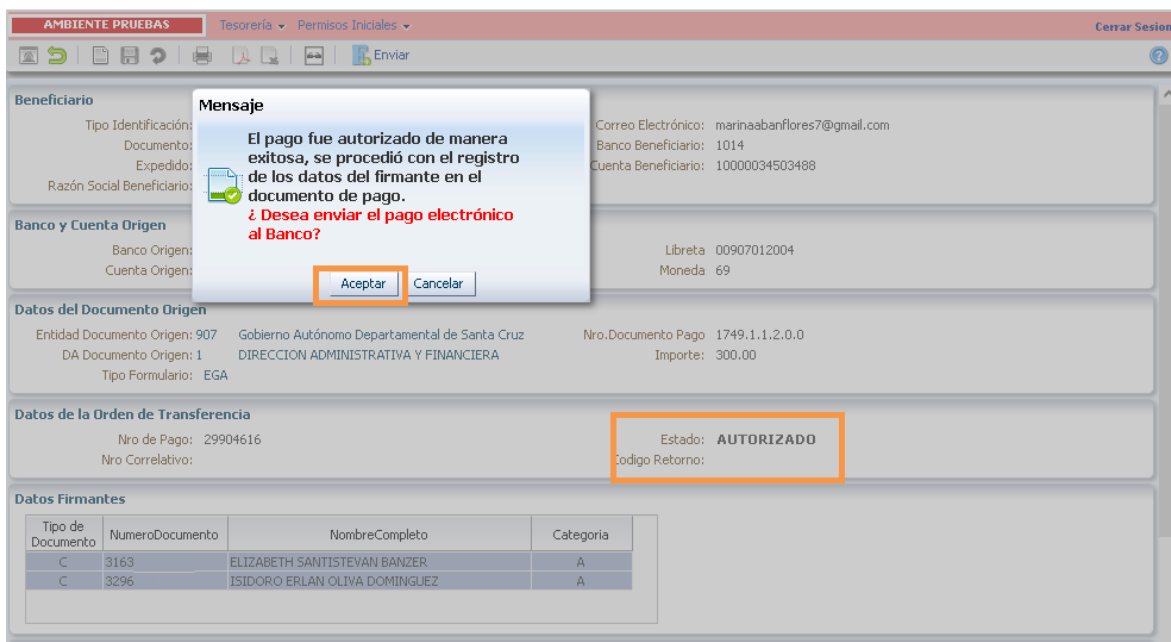 AMBIENTE PRUEBAS Tesorería Permisos Iniciales Cerrar Sesion
Enviar
Beneficiario
Tipo Identificación:
Documento:
Expedido:
Razón Social Beneficiario:
Correo Electrónico: marinaabanflores7@gmail.com
Banco Beneficiario: 1014
Cuenta Beneficiario: 10000034503488
Mensaje
El pago fue autorizado de manera
exitosa, se procedió con el registro
de los datos del firmante en el
documento de pago.
¿ Desea enviar el pago electrónico
al Banco?
Aceptar Cancelar
Banco y Cuenta Origen
Banco Origen:
Cuenta Origen:
Libreta 00907012004
Moneda 69
Datos del Documento Origen
Entidad Documento Origen: 907 Gobierno Autónomo Departamental de Santa Cruz Nro.Documento Pago 1749.1.1.2.0.0
DA Documento Origen: 1 DIRECCION ADMINISTRATIVA Y FINANCIERA Importe: 300.00
Tipo Formulario: EGA
Datos de la Orden de Transferencia
Nro de Pago: 29904616 Estado: AUTORIZADO
Nro Correlativo: Codigo Retorno:
Datos Firmantes
Tipo de
Documento NumeroDocumento NombreCompleto Categoria
C 3163 ELIZABETH SANTISTEVAN BANZER A
C 3296 ISIDORO ERLAN OLIVA DOMINGUEZ A